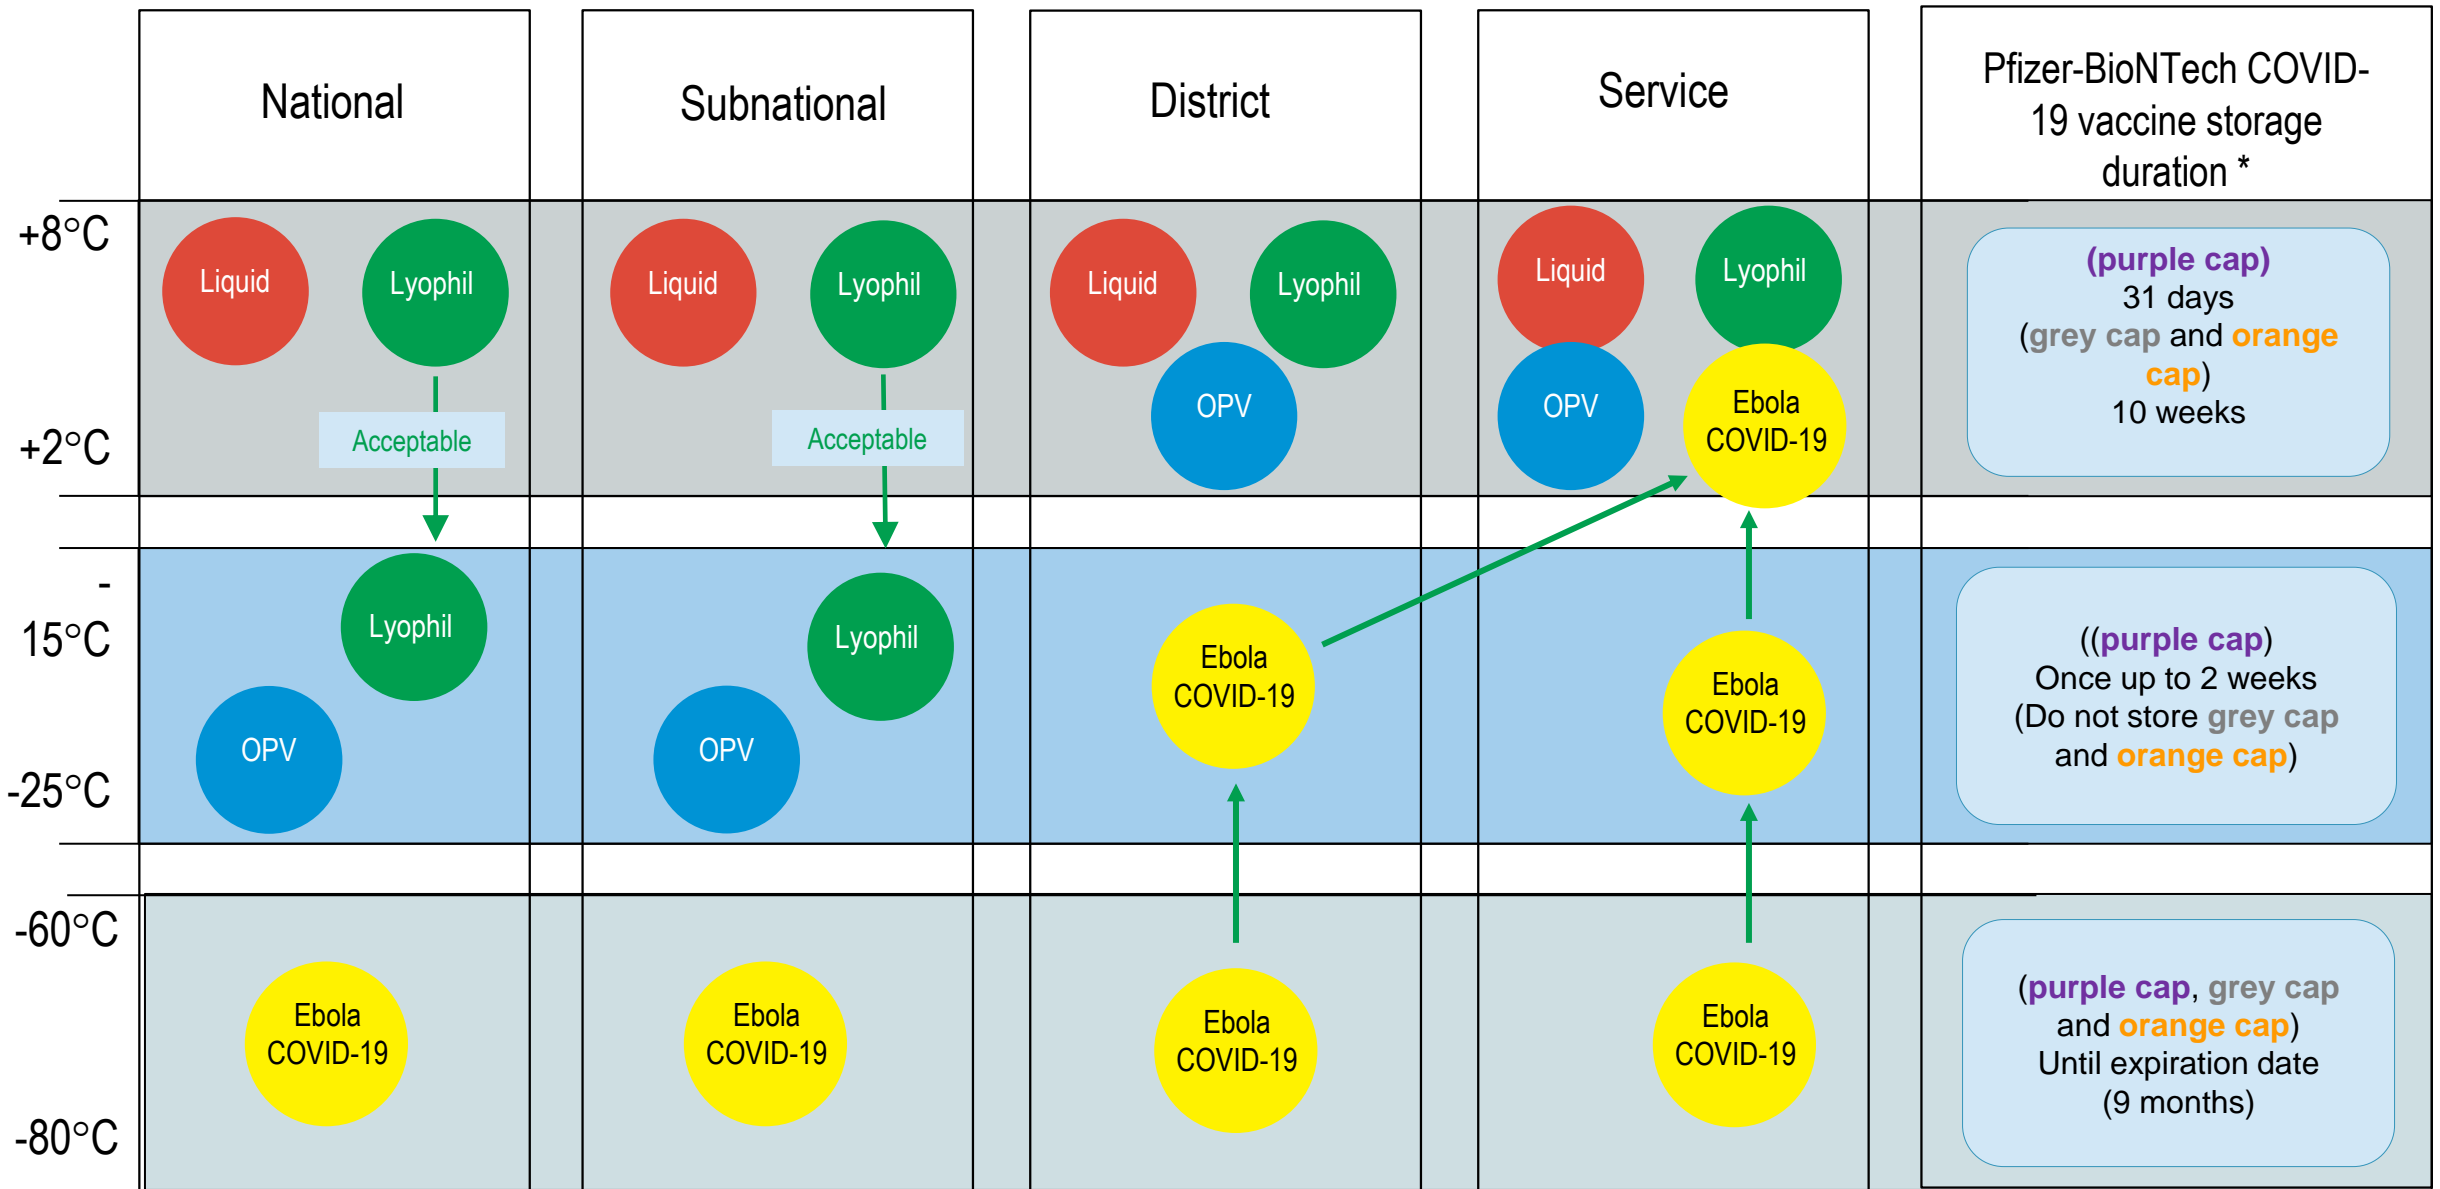 National
Subnational
District
Service
Pfizer-BioNTech COVID-
19 vaccine storage
duration *
+8°C
+2°C
Liquid
Lyophil
Acceptable
Liquid
Lyophil
Acceptable
Liquid
Lyophil
OPV
Liquid
Lyophil
OPV
Ebola
COVID-19
(purple cap)
31 days
(grey cap and orange
cap)
10 weeks
-
15°C
-25°C
Lyophil
OPV
Lyophil
OPV
Ebola
COVID-19
Ebola
COVID-19
((purple cap)
Once up to 2 weeks
(Do not store grey cap
and orange cap)
-60°C
-80°C
Ebola
COVID-19
Ebola
COVID-19
Ebola
COVID-19
Ebola
COVID-19
(purple cap, grey cap
and orange cap)
Until expiration date
(9 months)